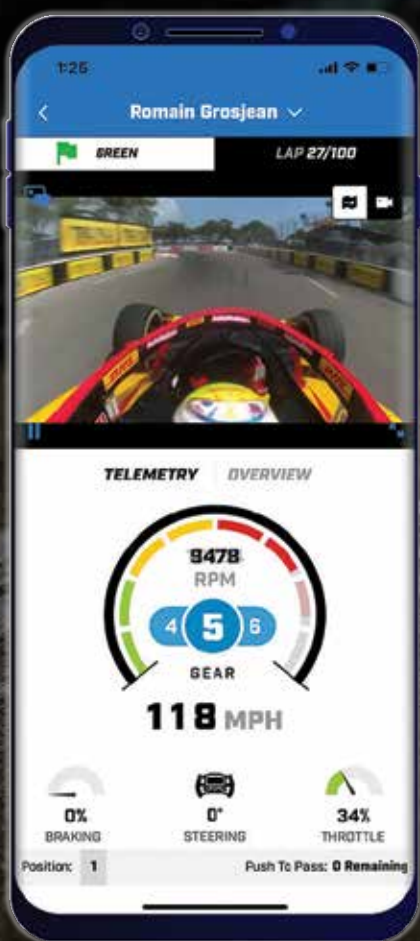 1:25
Romain Grosjean
GREEN
LAP 27/100
TELEMETRY OVERVIEW
9478
RPM
4 5 6
GEAR
118 MPH
0% 0° 34%
BRAKING STEERING THROTTLE
Position: 1 Push To Pass: 0 Remaining